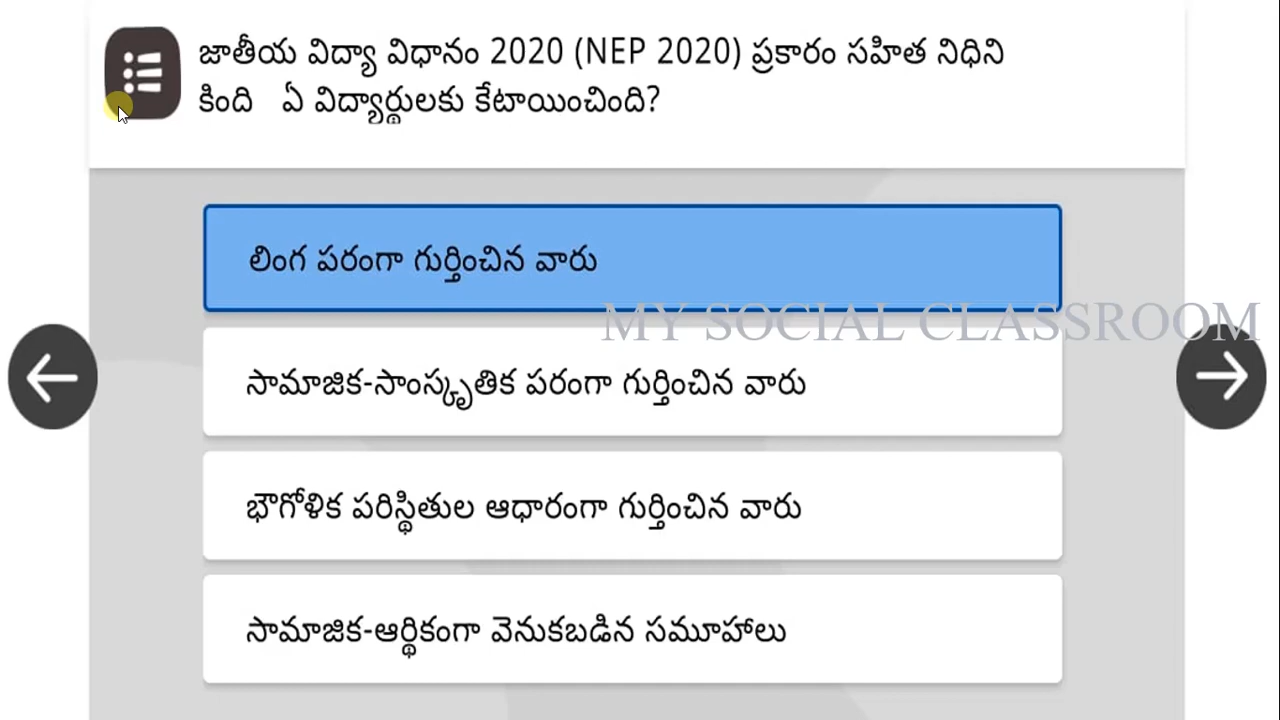 జాతీయ విద్యా విధానం 2020 (NEP 2020) ప్రకారం సహిత నిధిని
కింది ఏ విద్యార్థులకు కేటాయించింది?
లింగ పరంగా గుర్తించిన వారు
MY SOCIAL CLASSROOM
సామాజిక-సాంస్కృతిక పరంగా గుర్తించిన వారు
భౌగోళిక పరిస్థితుల ఆధారంగా గుర్తించిన వారు
సామాజిక-ఆర్థికంగా వెనుకబడిన సమూహాలు